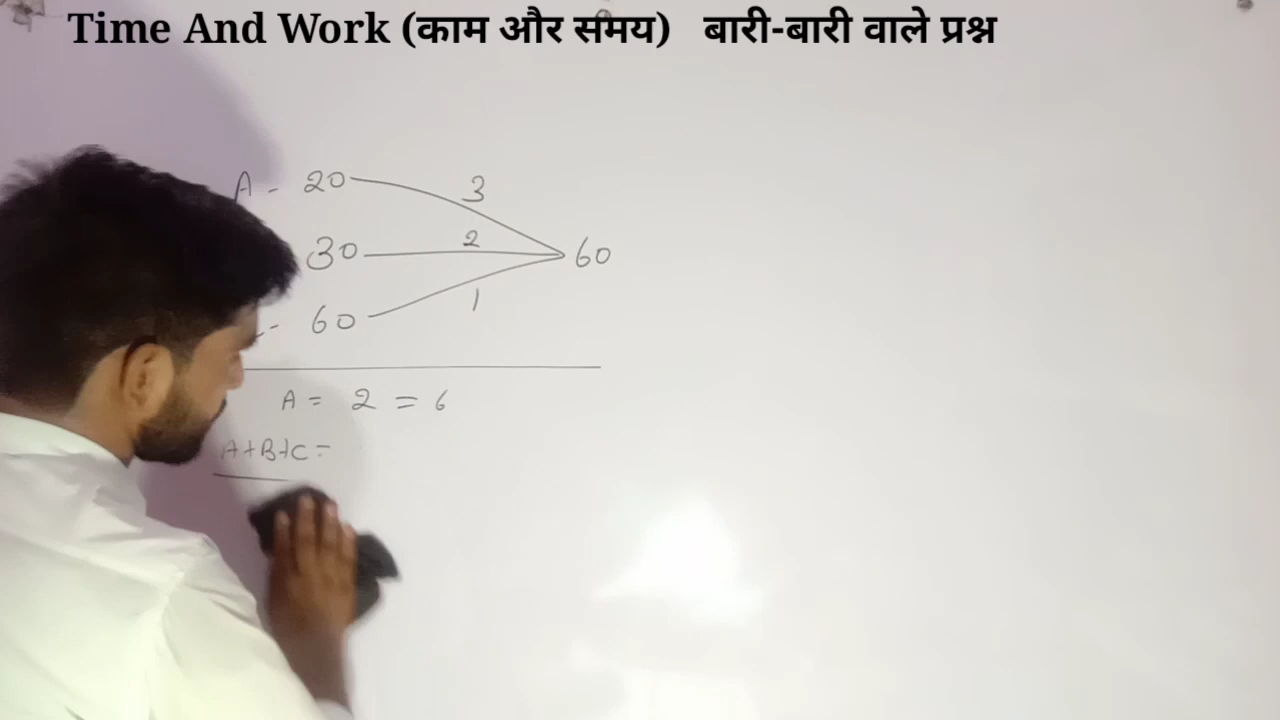 Time And Work (काम और समय) बारी-बारी वाले प्रश्न
A - 20 3
30 2 60
- 60 1
A = 2 = 6
A+B+C =